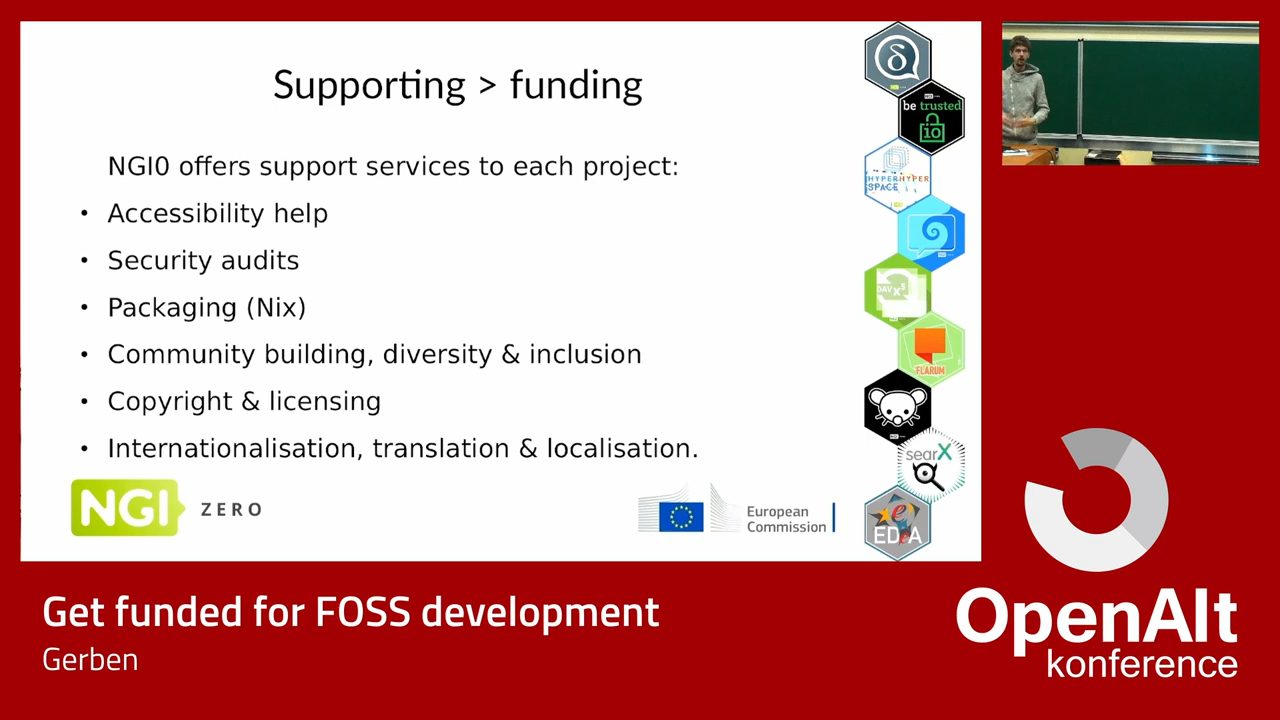 Supporting > funding
NGI0 offers support services to each project:
• Accessibility help
• Security audits
• Packaging (Nix)
• Community building, diversity & inclusion
• Copyright & licensing
• Internationalisation, translation & localisation.
NGI ZERO
European
Commission
δ
be trusted
IO
HYPERHYPER
SPACE
DAVx⁵
FLARUM
searX
e
EDeA
Get funded for FOSS development
Gerben
OpenAlt
konference